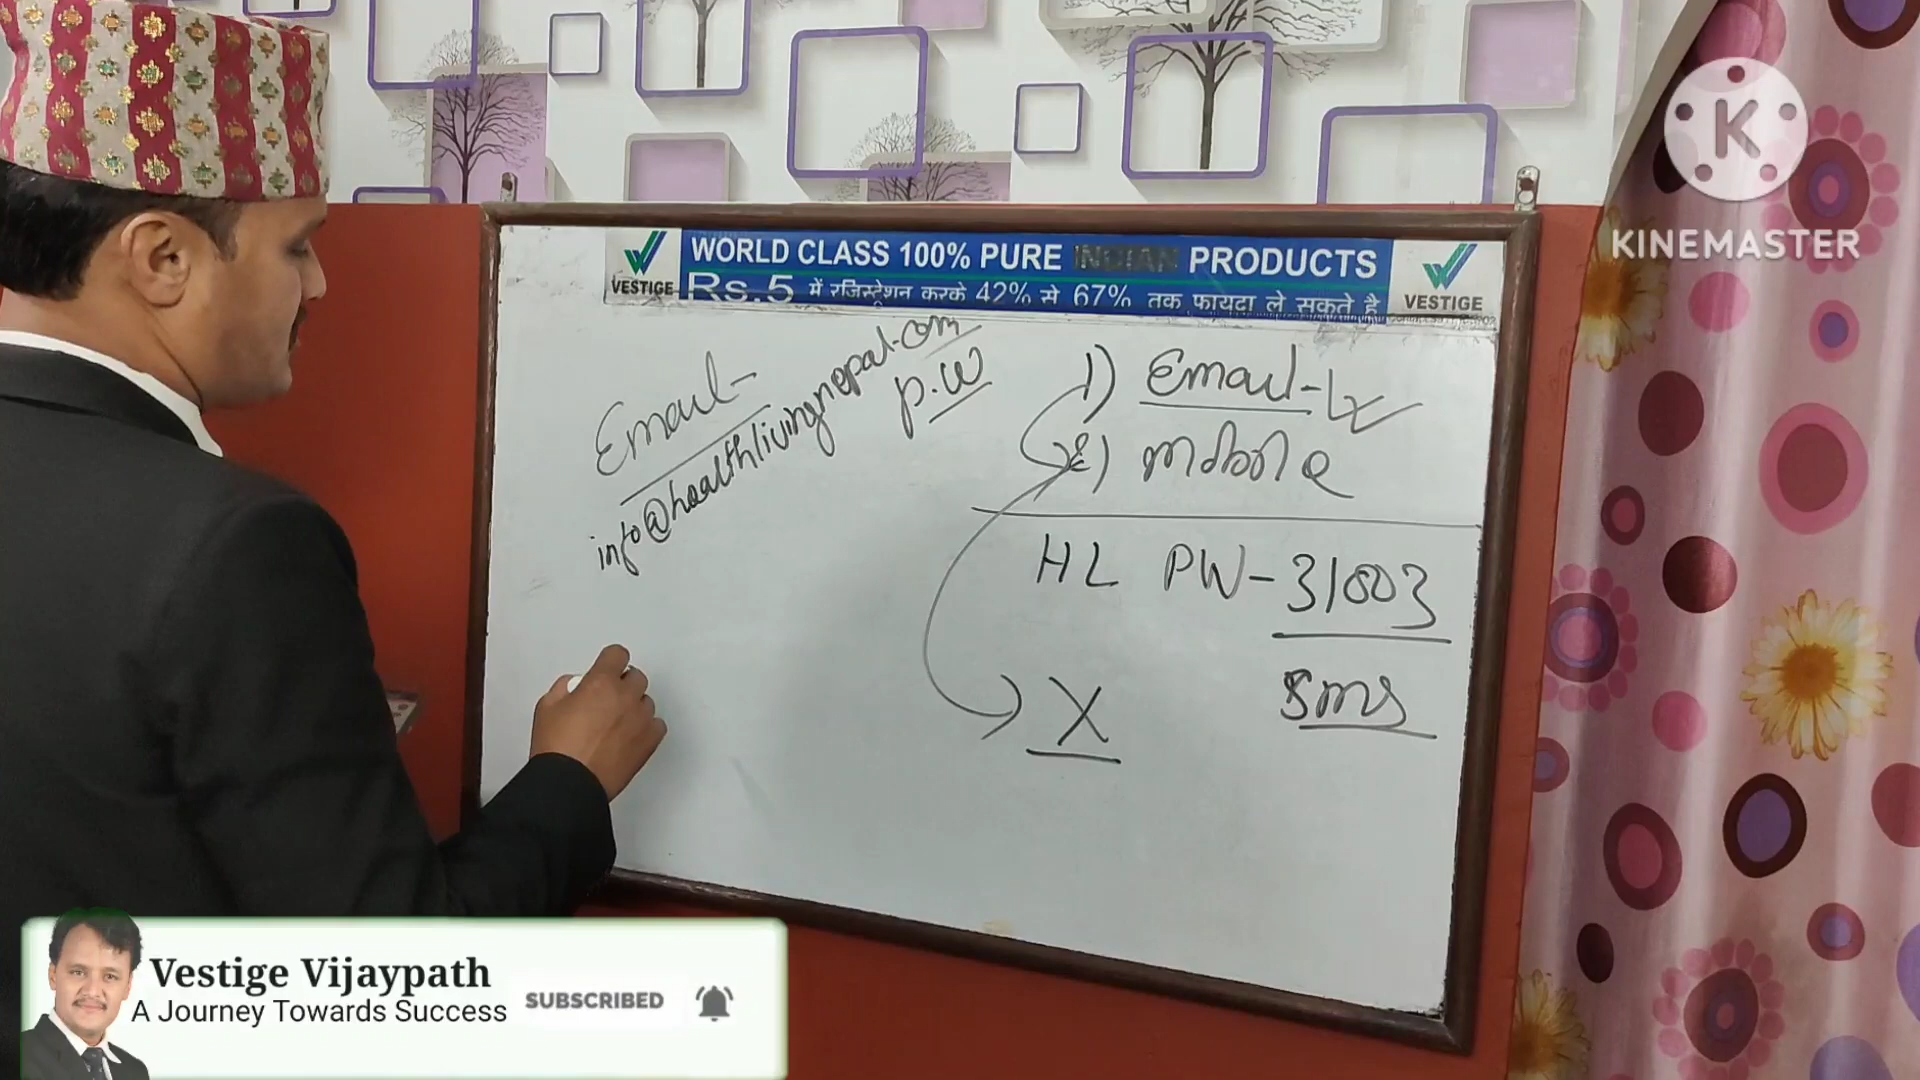 K
KINEMASTER
WORLD CLASS 100% PURE INDIAN PRODUCTS
VESTIGE
Rs.5 में रजिस्ट्रेशन करके 42% से 67% तक फायदा ले सकते है
VESTIGE
Email-
info@healthlivingnepal.com
P.W
1) Email-
2) Mobile
HL PW-31003
X
SMS
Vestige Vijaypath
A Journey Towards Success
SUBSCRIBED